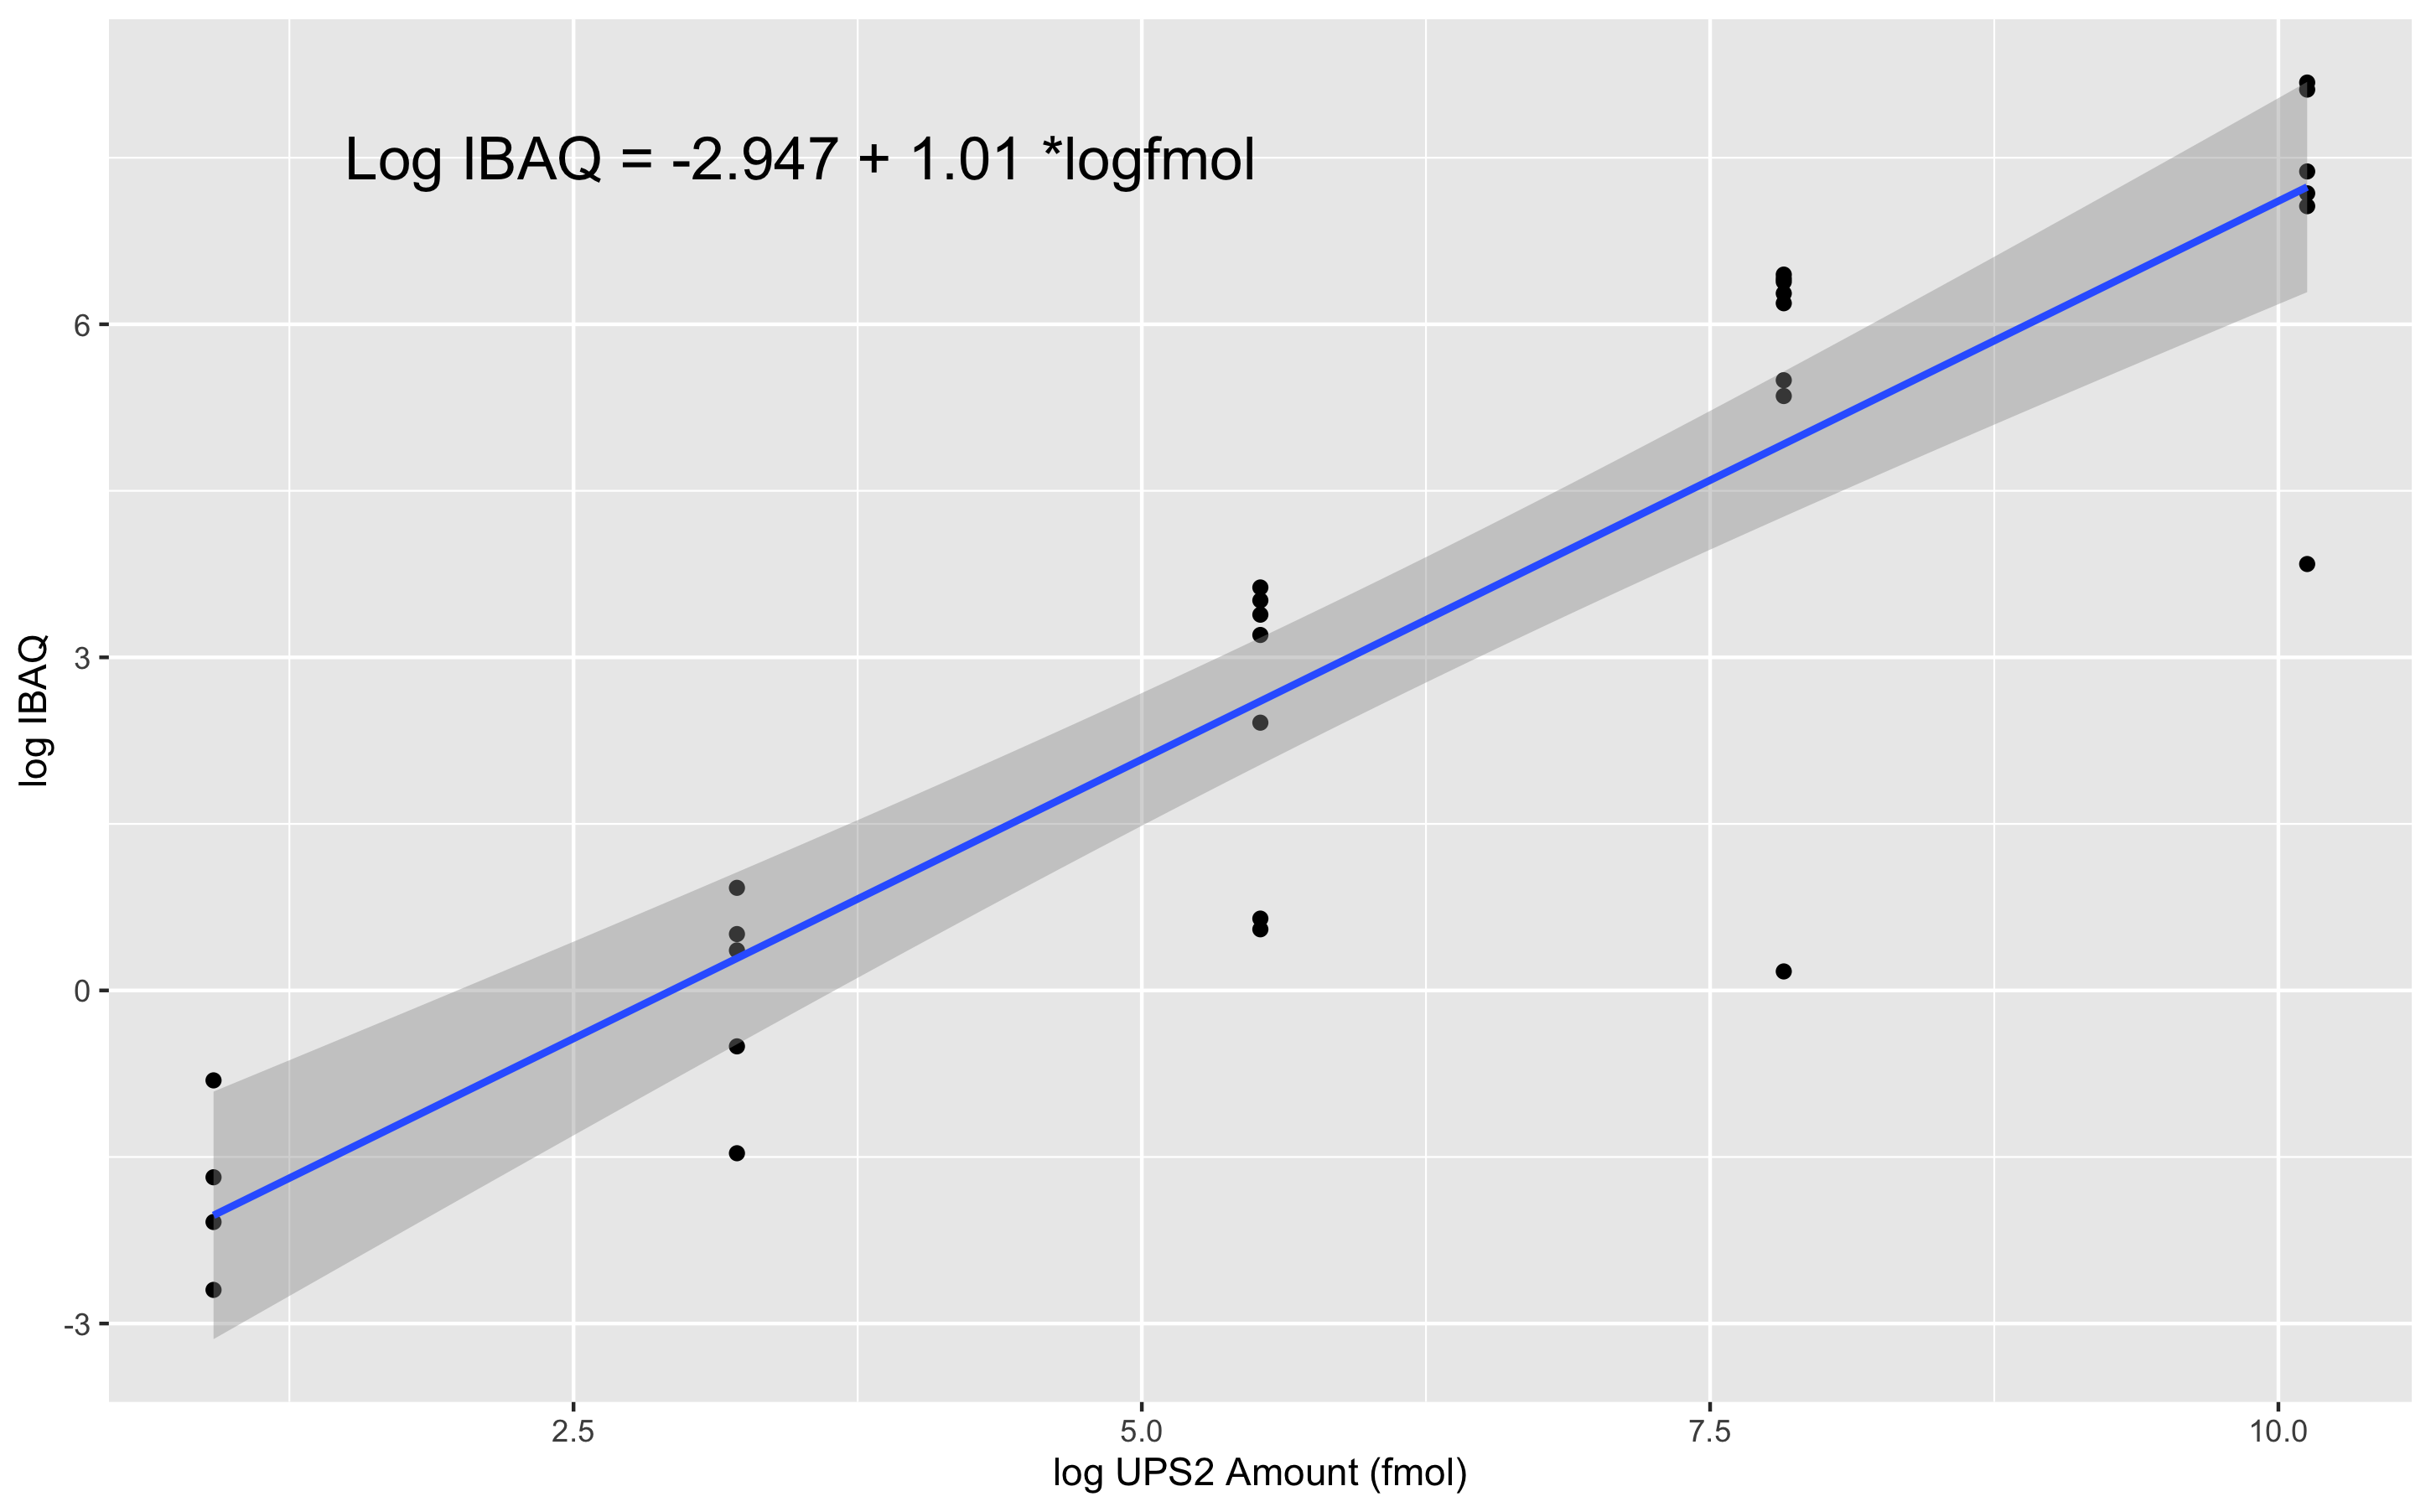 Log IBAQ = -2.947 + 1.01 *logfmol
log IBAQ
6
3
0
-3
2.5 5.0 7.5 10.0
log UPS2 Amount (fmol)